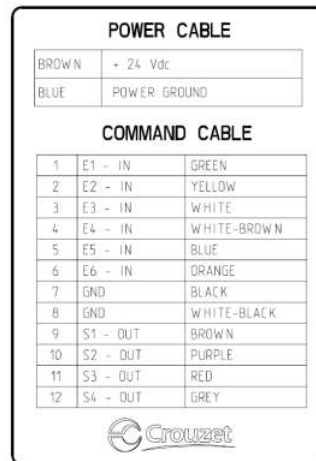 POWER CABLE
BROWN + 24 Vdc
BLUE POWER GROUND
COMMAND CABLE
1 E1 - IN GREEN
2 E2 - IN YELLOW
3 E3 - IN WHITE
4 E4 - IN WHITE-BROWN
5 E5 - IN BLUE
6 E6 - IN ORANGE
7 GND BLACK
8 GND WHITE-BLACK
9 S1 - OUT BROWN
10 S2 - OUT PURPLE
11 S3 - OUT RED
12 S4 - OUT GREY
Crouzet